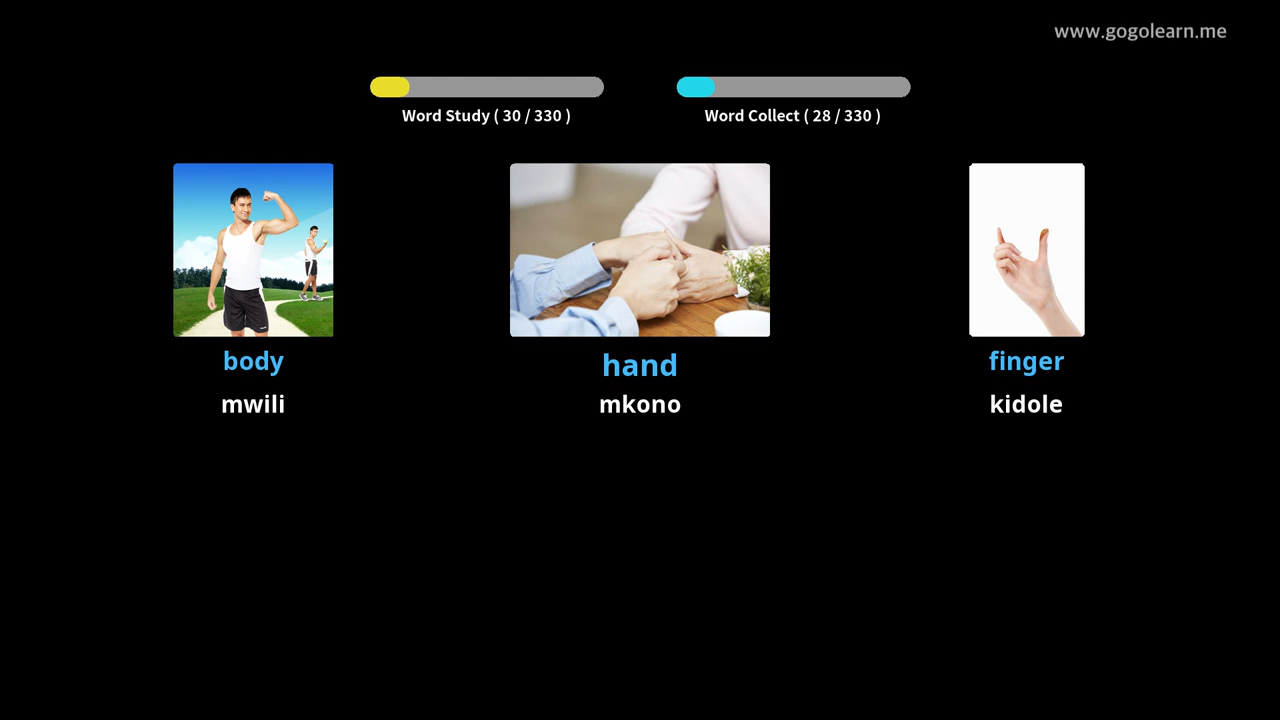 www.gogolearn.me
Word Study ( 30 / 330 )
Word Collect ( 28 / 330 )
body
hand
finger
mwili
mkono
kidole